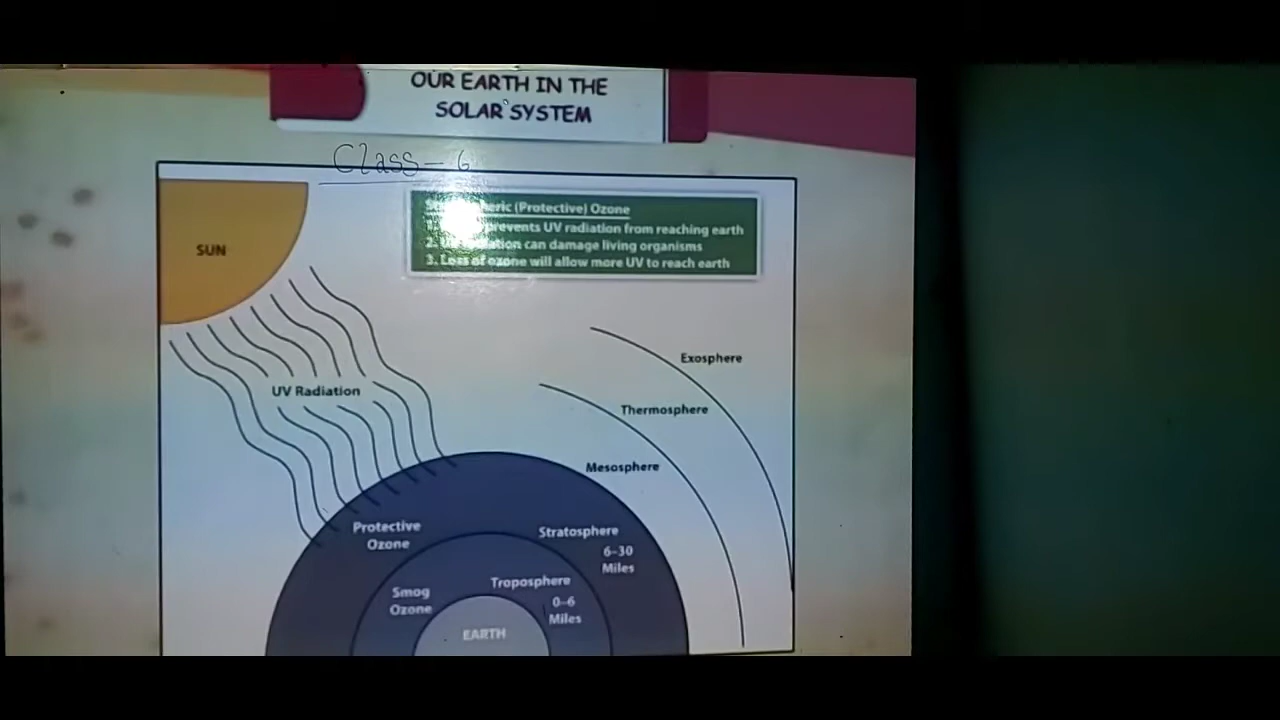 OUR EARTH IN THE
SOLAR SYSTEM
Class - 6
(Protective) Ozone
prevents UV radiation from reaching earth
2. can damage living organisms
3. Loss of ozone will allow more UV to reach earth
SUN
UV Radiation
Exosphere
Thermosphere
Mesosphere
Protective
Ozone
Stratosphere
6-30
Miles
Smog
Ozone
Troposphere
0-6
Miles
EARTH